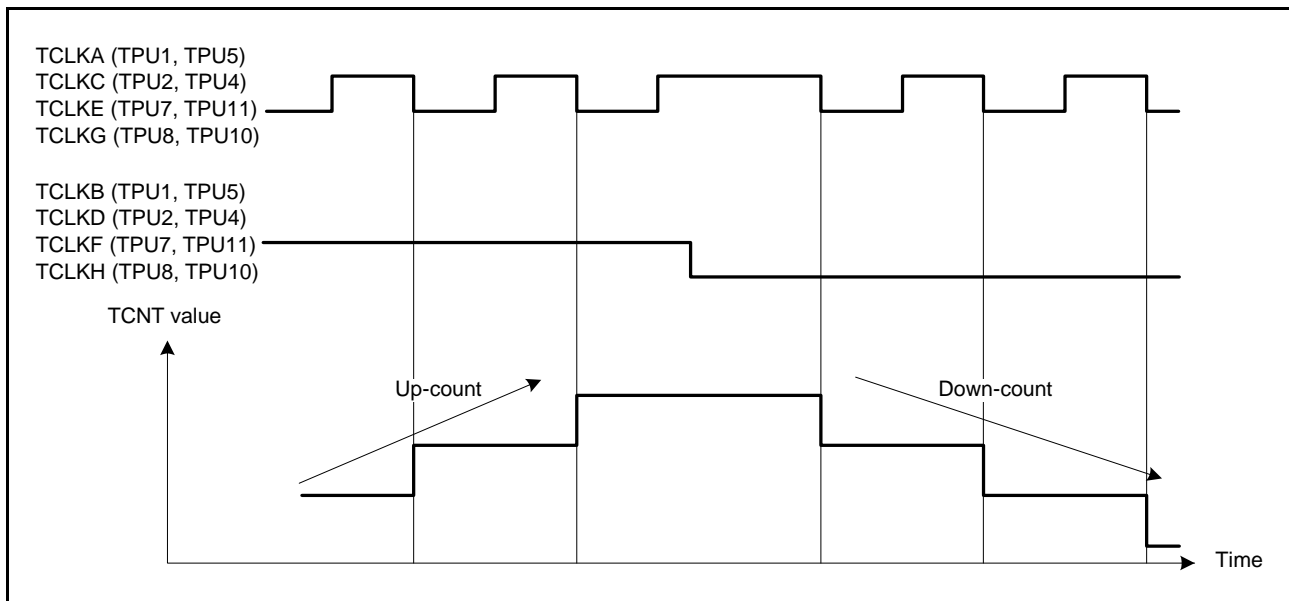 TCLKA (TPU1, TPU5)
TCLKC (TPU2, TPU4)
TCLKE (TPU7, TPU11)
TCLKG (TPU8, TPU10)
TCLKB (TPU1, TPU5)
TCLKD (TPU2, TPU4)
TCLKF (TPU7, TPU11)
TCLKH (TPU8, TPU10)
TCNT value
Up-count
Down-count
Time